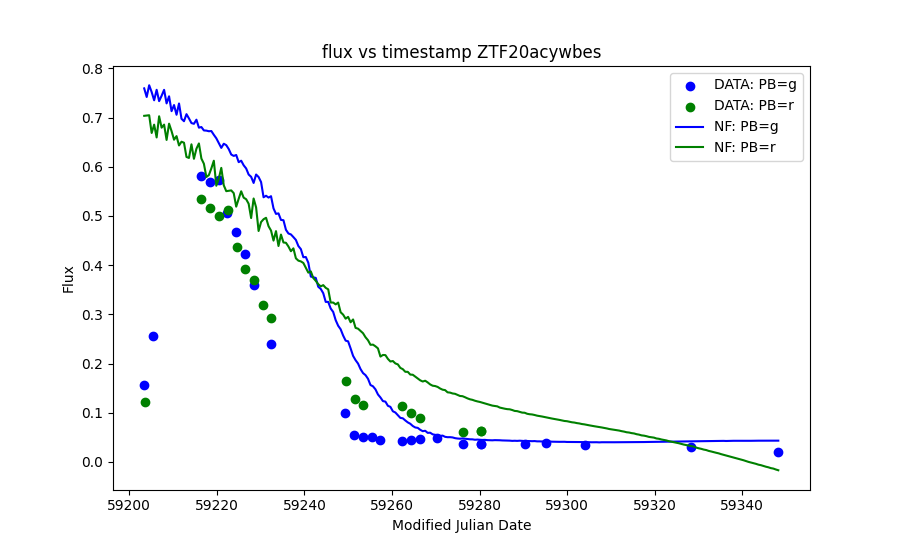 flux vs timestamp ZTF20acywbes
0.8
0.7
0.6
0.5
0.4
0.3
0.2
0.1
0.0
Flux
DATA: PB=g
DATA: PB=r
NF: PB=g
NF: PB=r
59200 59220 59240 59260 59280 59300 59320 59340
Modified Julian Date